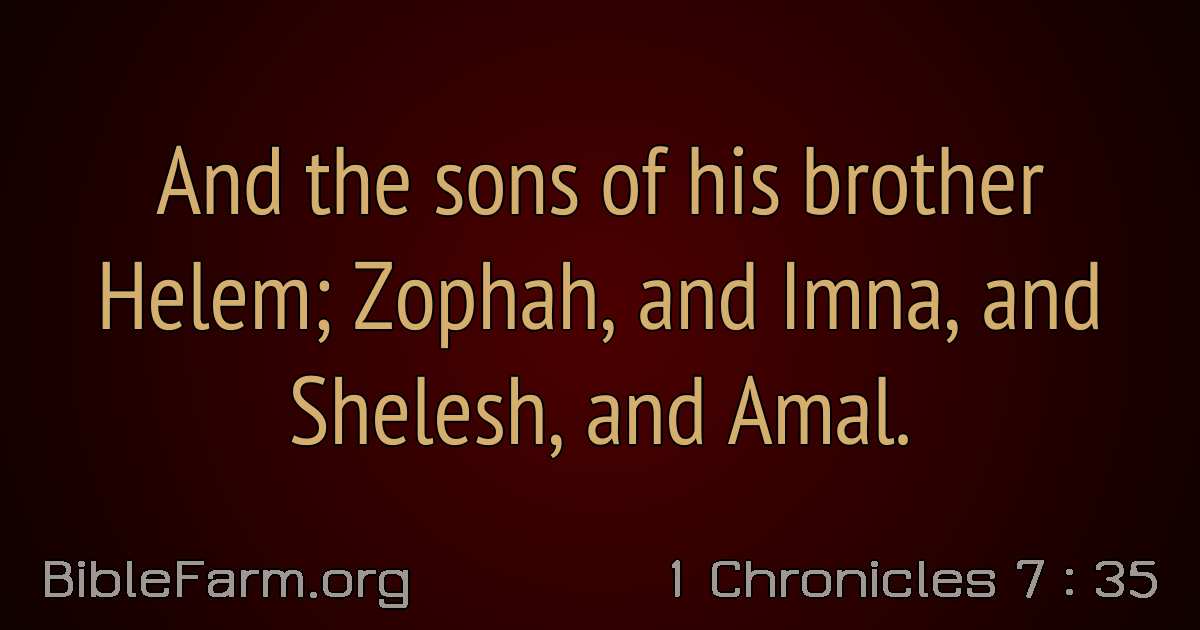 And the sons of his brother
Helem; Zophah, and Imna, and
Shelesh, and Amal.
BibleFarm.org
1 Chronicles 7 : 35